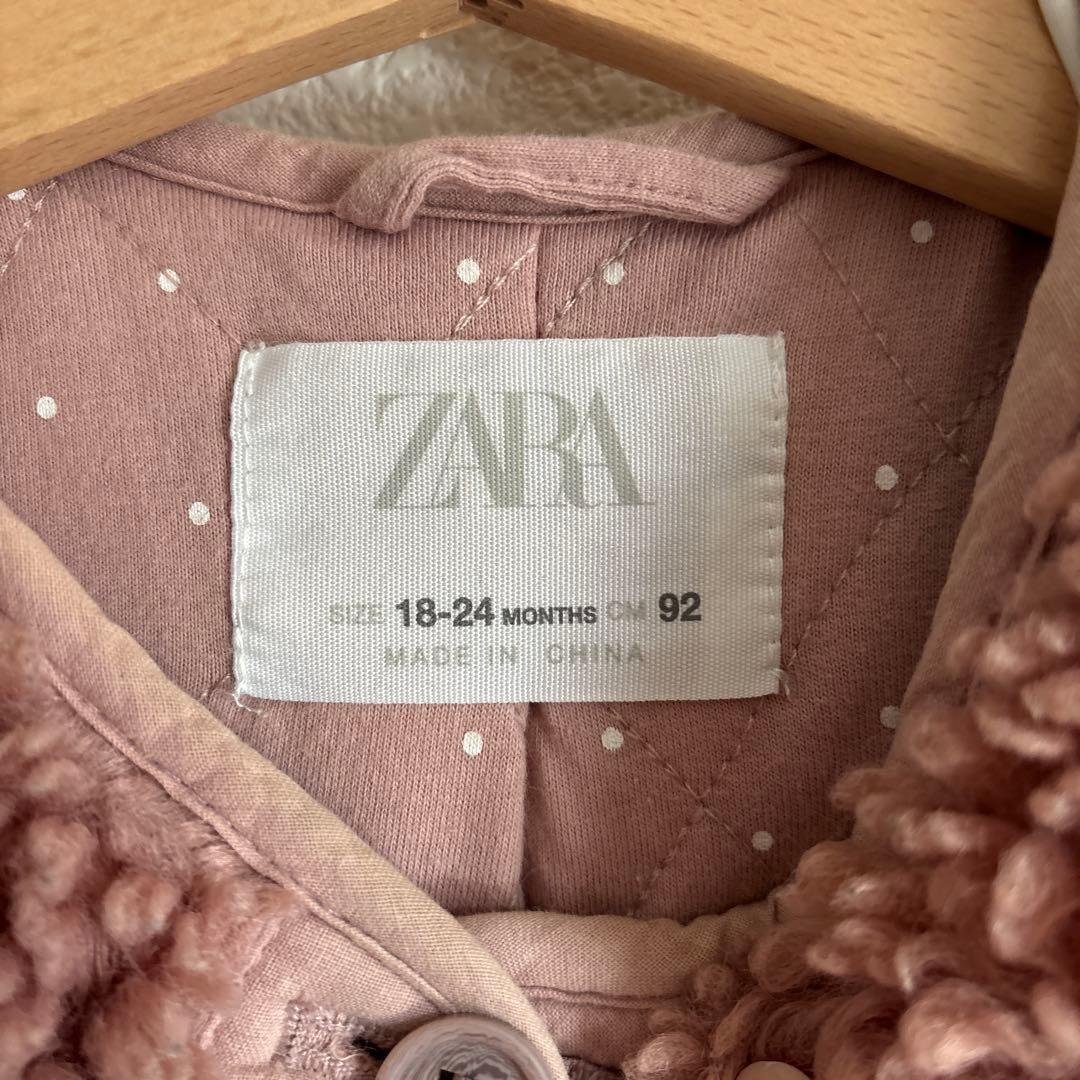 ZARA
SIZE 18-24 MONTHS CM 92
MADE IN CHINA